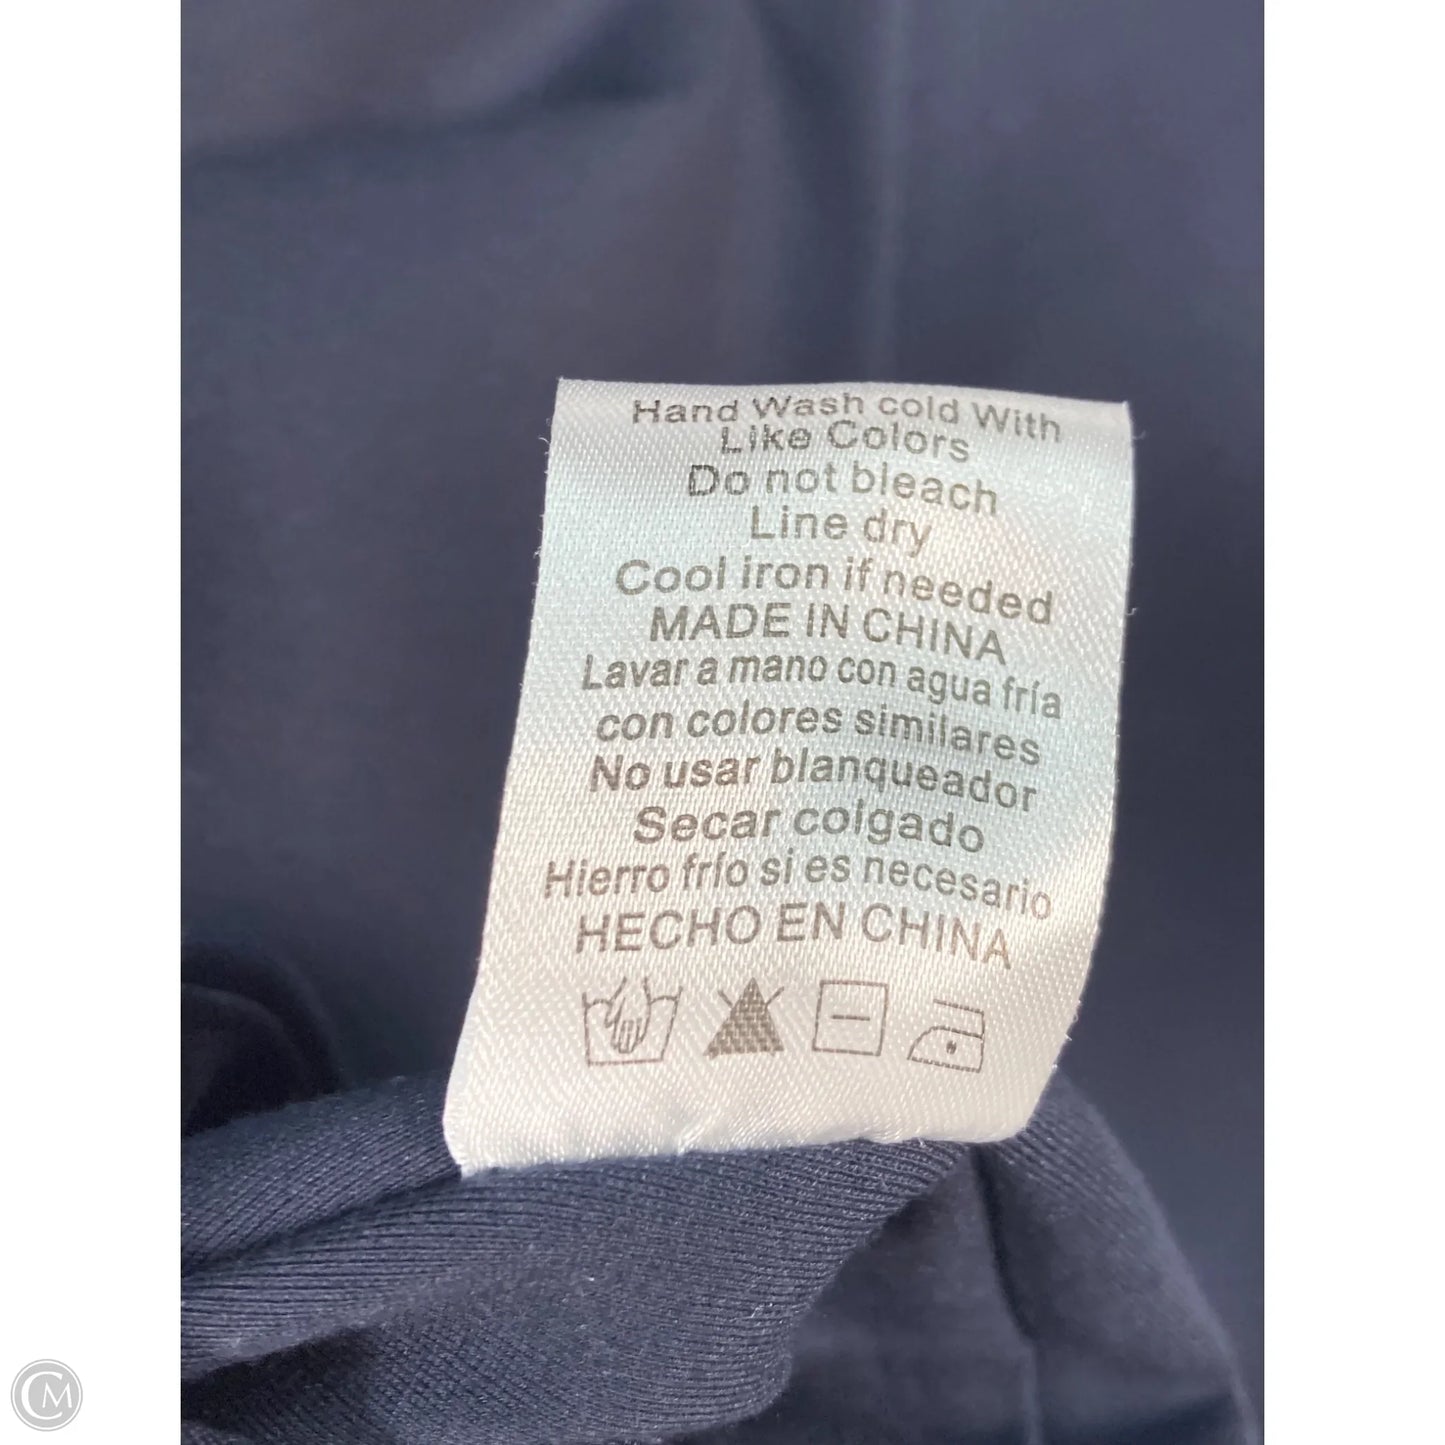 Hand Wash cold With
Like Colors
Do not bleach
Line dry
Cool iron if needed
MADE IN CHINA
Lavar a mano con agua fría
con colores similares
No usar blanqueador
Secar colgado
Hierro frío si es necesario
HECHO EN CHINA
CM